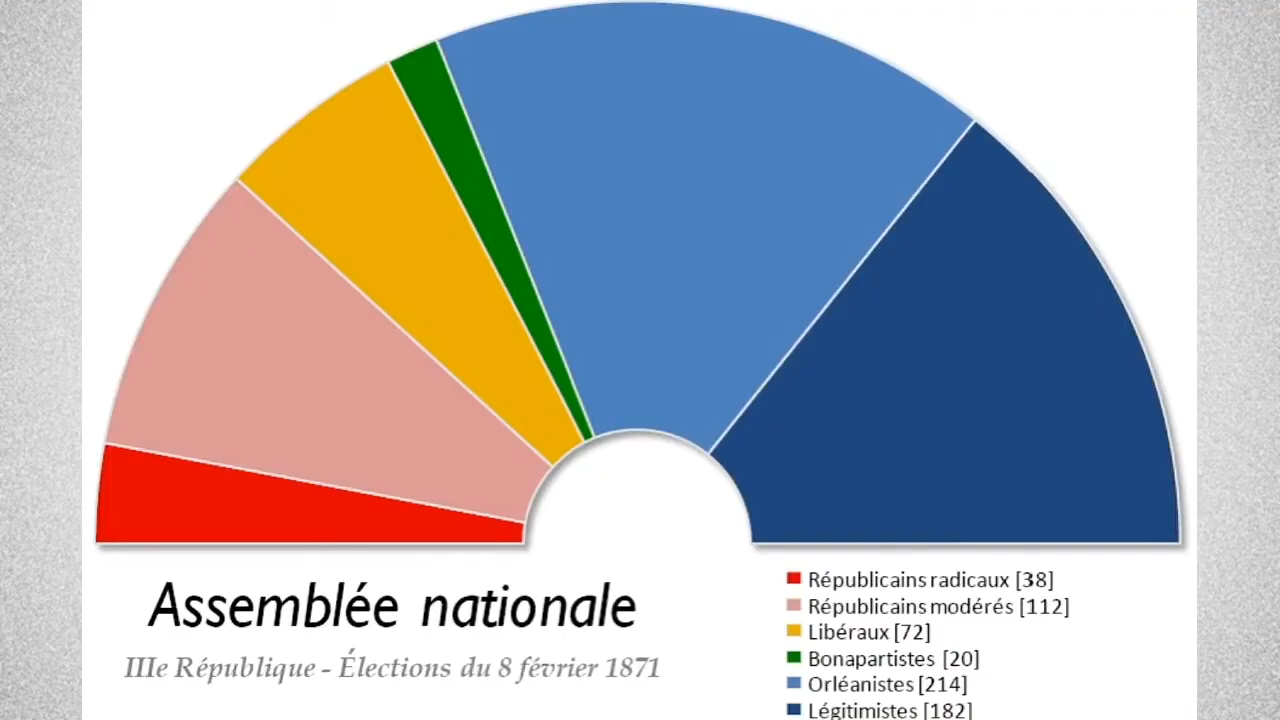 Assemblée nationale
IIIe République - Élections du 8 février 1871
Républicains radicaux [38]
Républicains modérés [112]
Libéraux [72]
Bonapartistes [20]
Orléanistes [214]
Légitimistes [182]